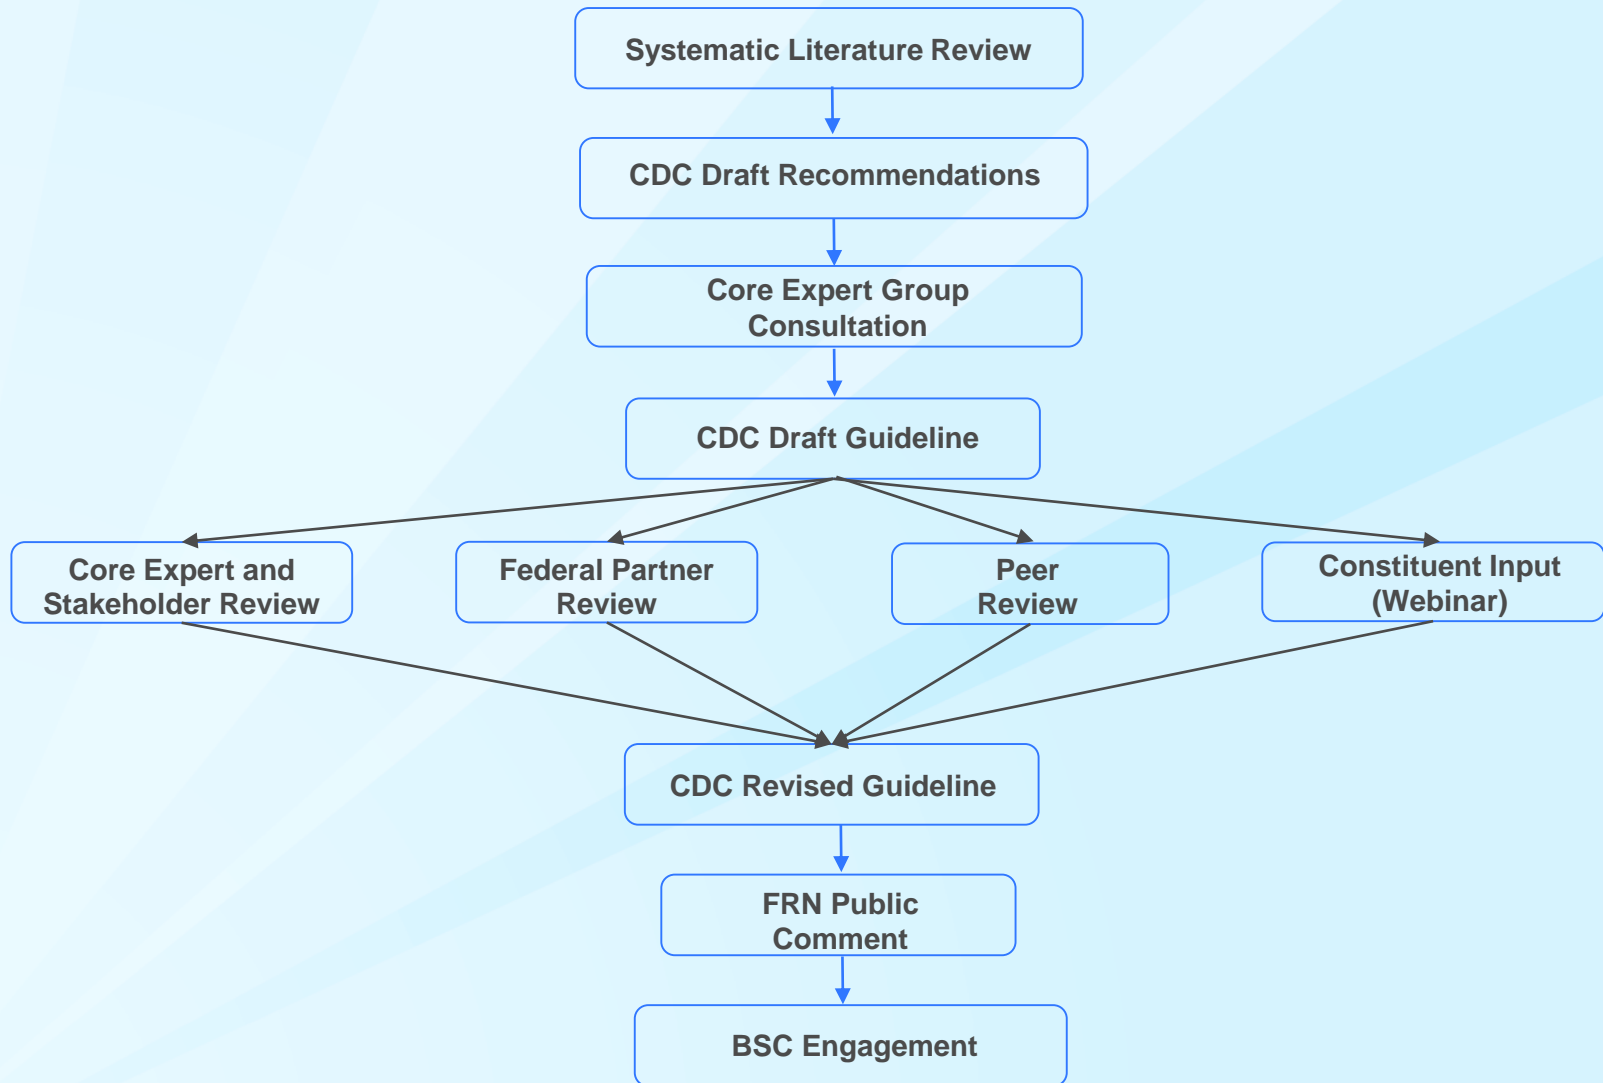 Systematic Literature Review
CDC Draft Recommendations
Core Expert Group
Consultation
CDC Draft Guideline
Core Expert and
Stakeholder Review
Federal Partner
Review
Peer
Review
Constituent Input
(Webinar)
CDC Revised Guideline
FRN Public
Comment
BSC Engagement